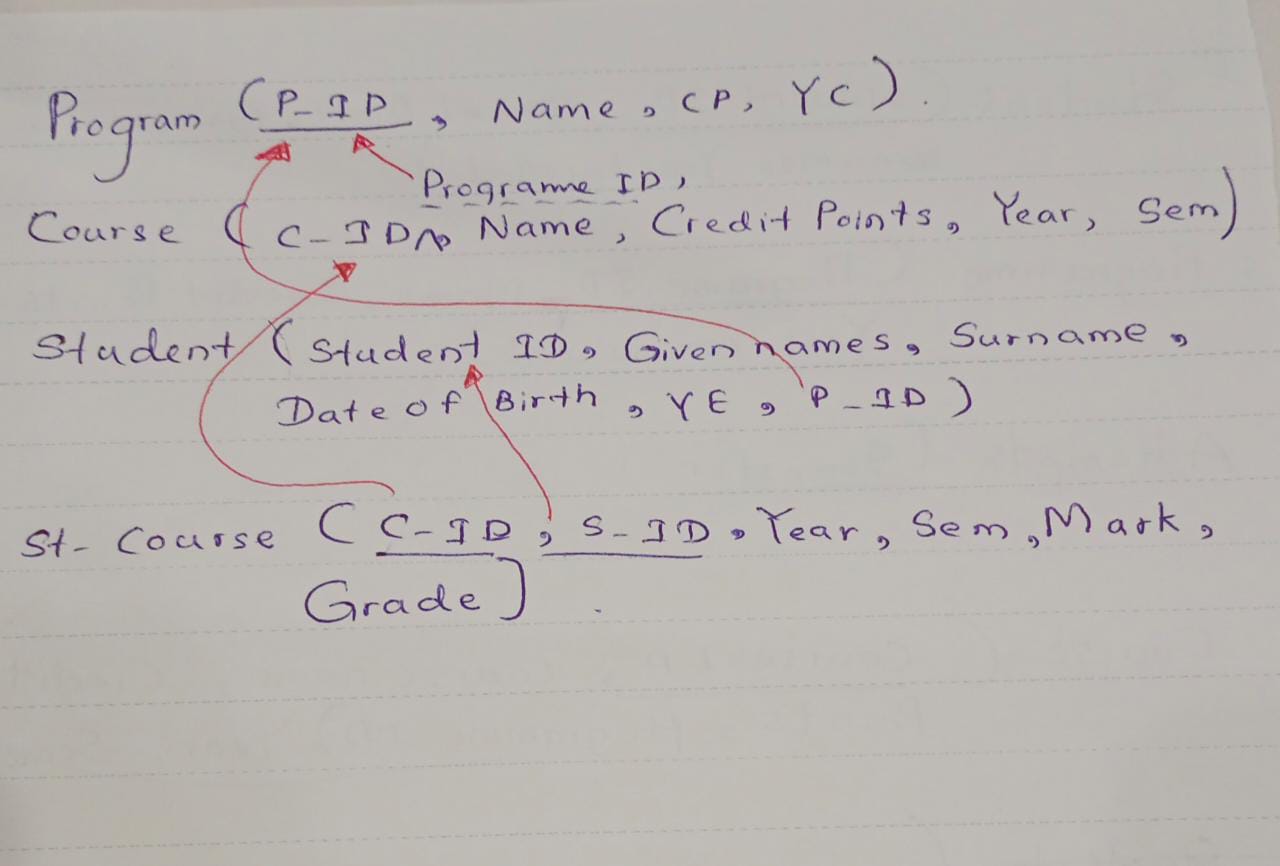 Program (P_ID, Name, CP, YC).
Programme ID,
Course (C-ID, Name, Credit Points, Year, Sem)
Student (Student ID, Given names, Surname,
Date of Birth, YE, P_ID)
St- Course (C-ID, S-ID, Year, Sem, Mark,
Grade)